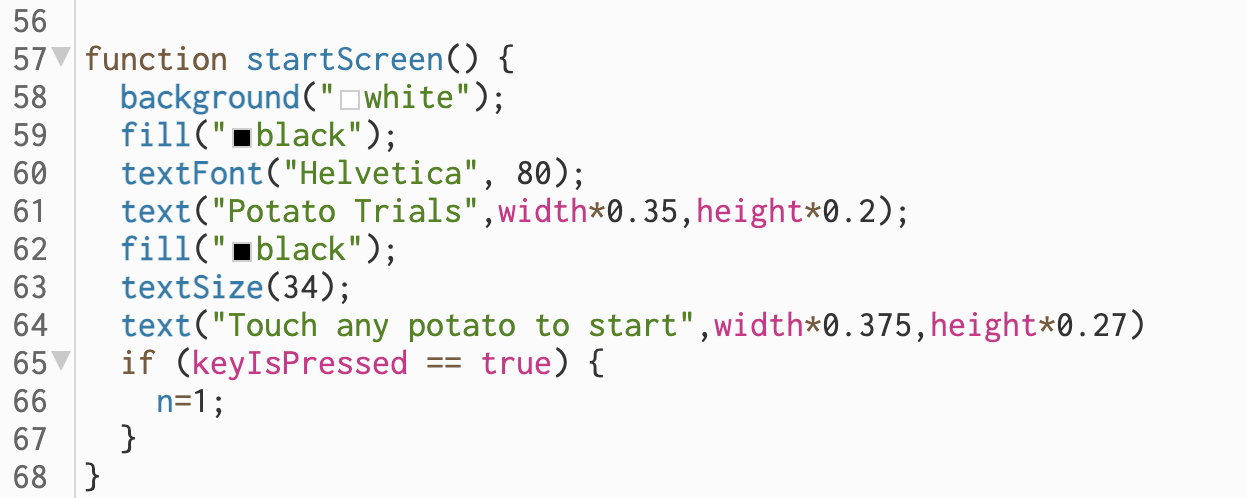 56
57 function startScreen() {
58   background("white");
59   fill("black");
60   textFont("Helvetica", 80);
61   text("Potato Trials",width*0.35,height*0.2);
62   fill("black");
63   textSize(34);
64   text("Touch any potato to start",width*0.375,height*0.27)
65   if (keyIsPressed == true) {
66     n=1;
67   }
68 }